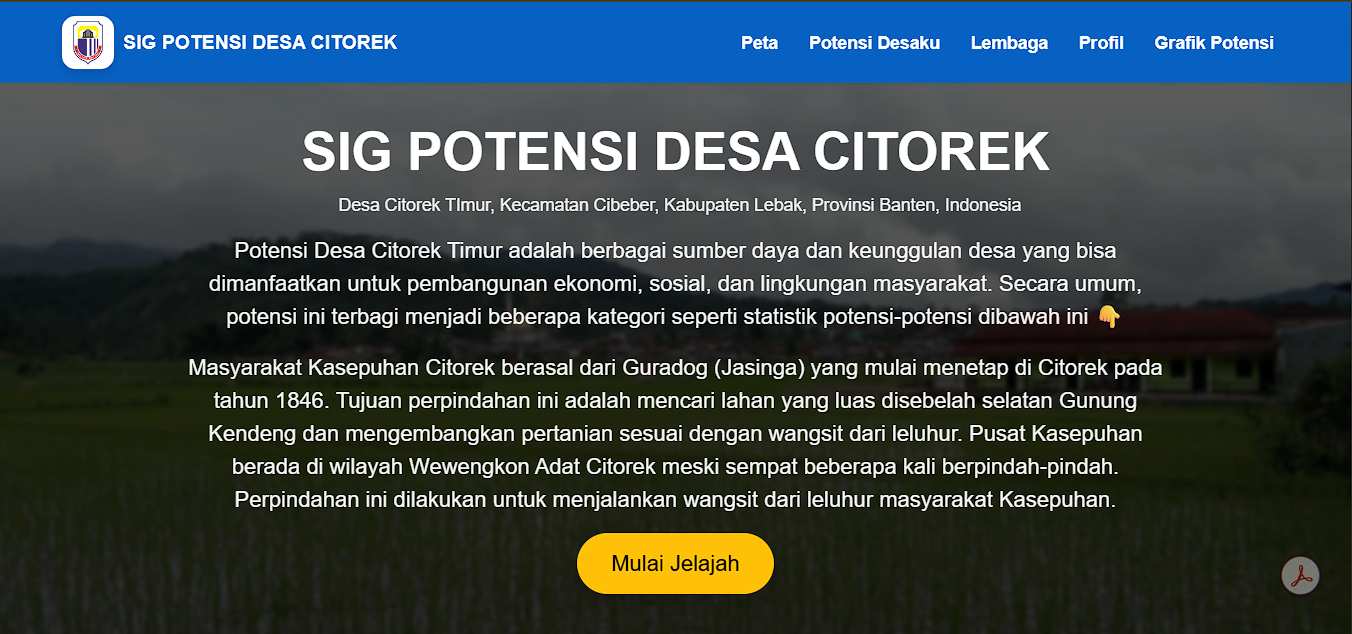 SIG POTENSI DESA CITOREK
Peta
Potensi Desaku
Lembaga
Profil
Grafik Potensi
SIG POTENSI DESA CITOREK
Desa Citorek TImur, Kecamatan Cibeber, Kabupaten Lebak, Provinsi Banten, Indonesia
Potensi Desa Citorek Timur adalah berbagai sumber daya dan keunggulan desa yang bisa
dimanfaatkan untuk pembangunan ekonomi, sosial, dan lingkungan masyarakat. Secara umum,
potensi ini terbagi menjadi beberapa kategori seperti statistik potensi-potensi dibawah ini 👇
Masyarakat Kasepuhan Citorek berasal dari Guradog (Jasinga) yang mulai menetap di Citorek pada
tahun 1846. Tujuan perpindahan ini adalah mencari lahan yang luas disebelah selatan Gunung
Kendeng dan mengembangkan pertanian sesuai dengan wangsit dari leluhur. Pusat Kasepuhan
berada di wilayah Wewengkon Adat Citorek meski sempat beberapa kali berpindah-pindah.
Perpindahan ini dilakukan untuk menjalankan wangsit dari leluhur masyarakat Kasepuhan.
Mulai Jelajah